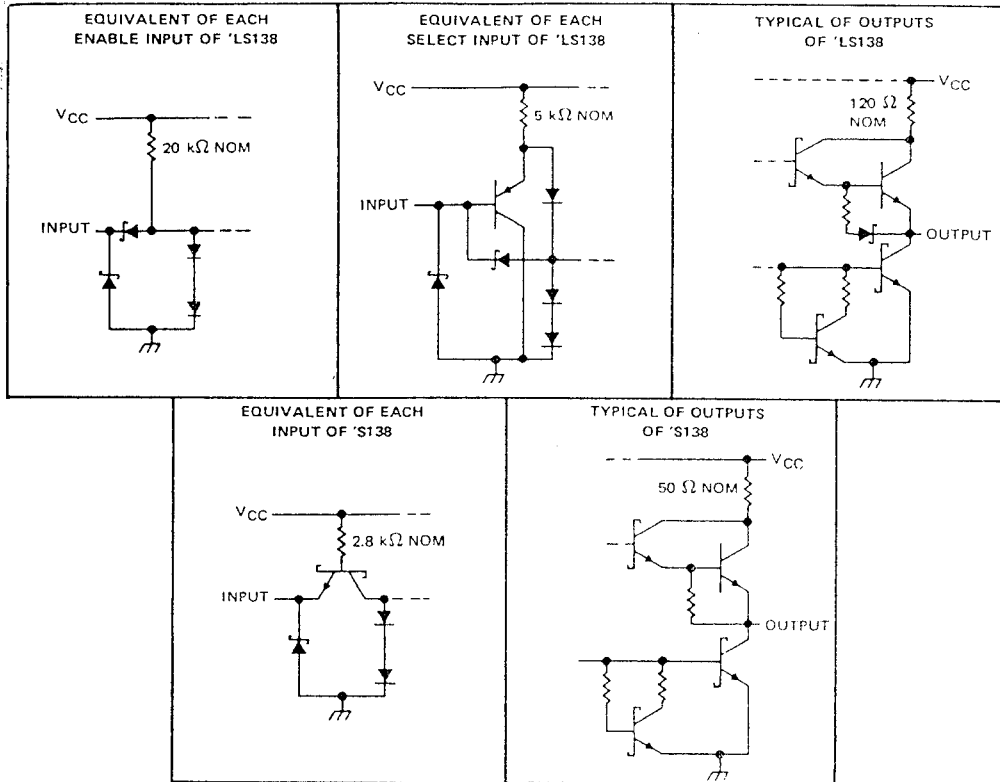 EQUIVALENT OF EACH
ENABLE INPUT OF 'LS138
VCC
20 kΩ NOM
INPUT
EQUIVALENT OF EACH
SELECT INPUT OF 'LS138
VCC
5 kΩ NOM
INPUT
TYPICAL OF OUTPUTS
OF 'LS138
VCC
120 Ω
NOM
OUTPUT
EQUIVALENT OF EACH
INPUT OF 'S138
VCC
2.8 kΩ NOM
INPUT
TYPICAL OF OUTPUTS
OF 'S138
VCC
50 Ω NOM
OUTPUT